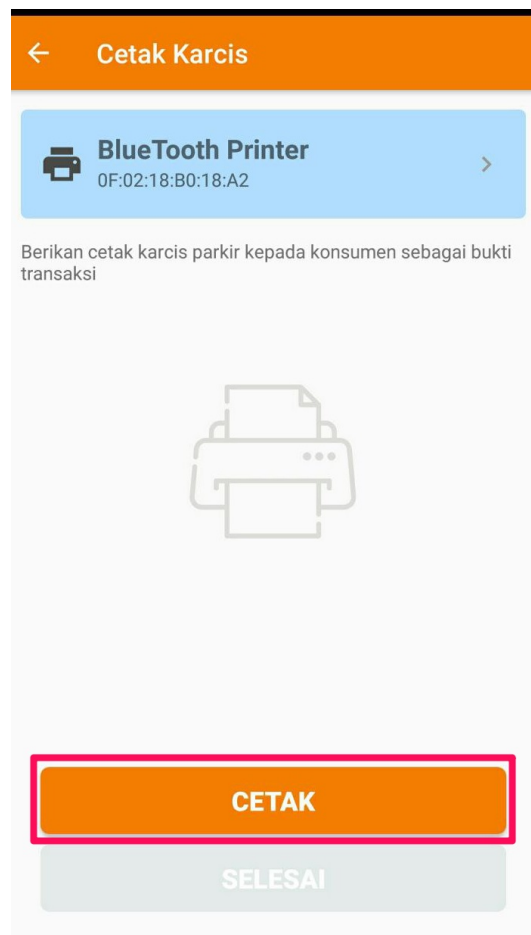 Cetak Karcis
BlueTooth Printer
0F:02:18:B0:18:A2
Berikan cetak karcis parkir kepada konsumen sebagai bukti
transaksi
CETAK
SELESAI